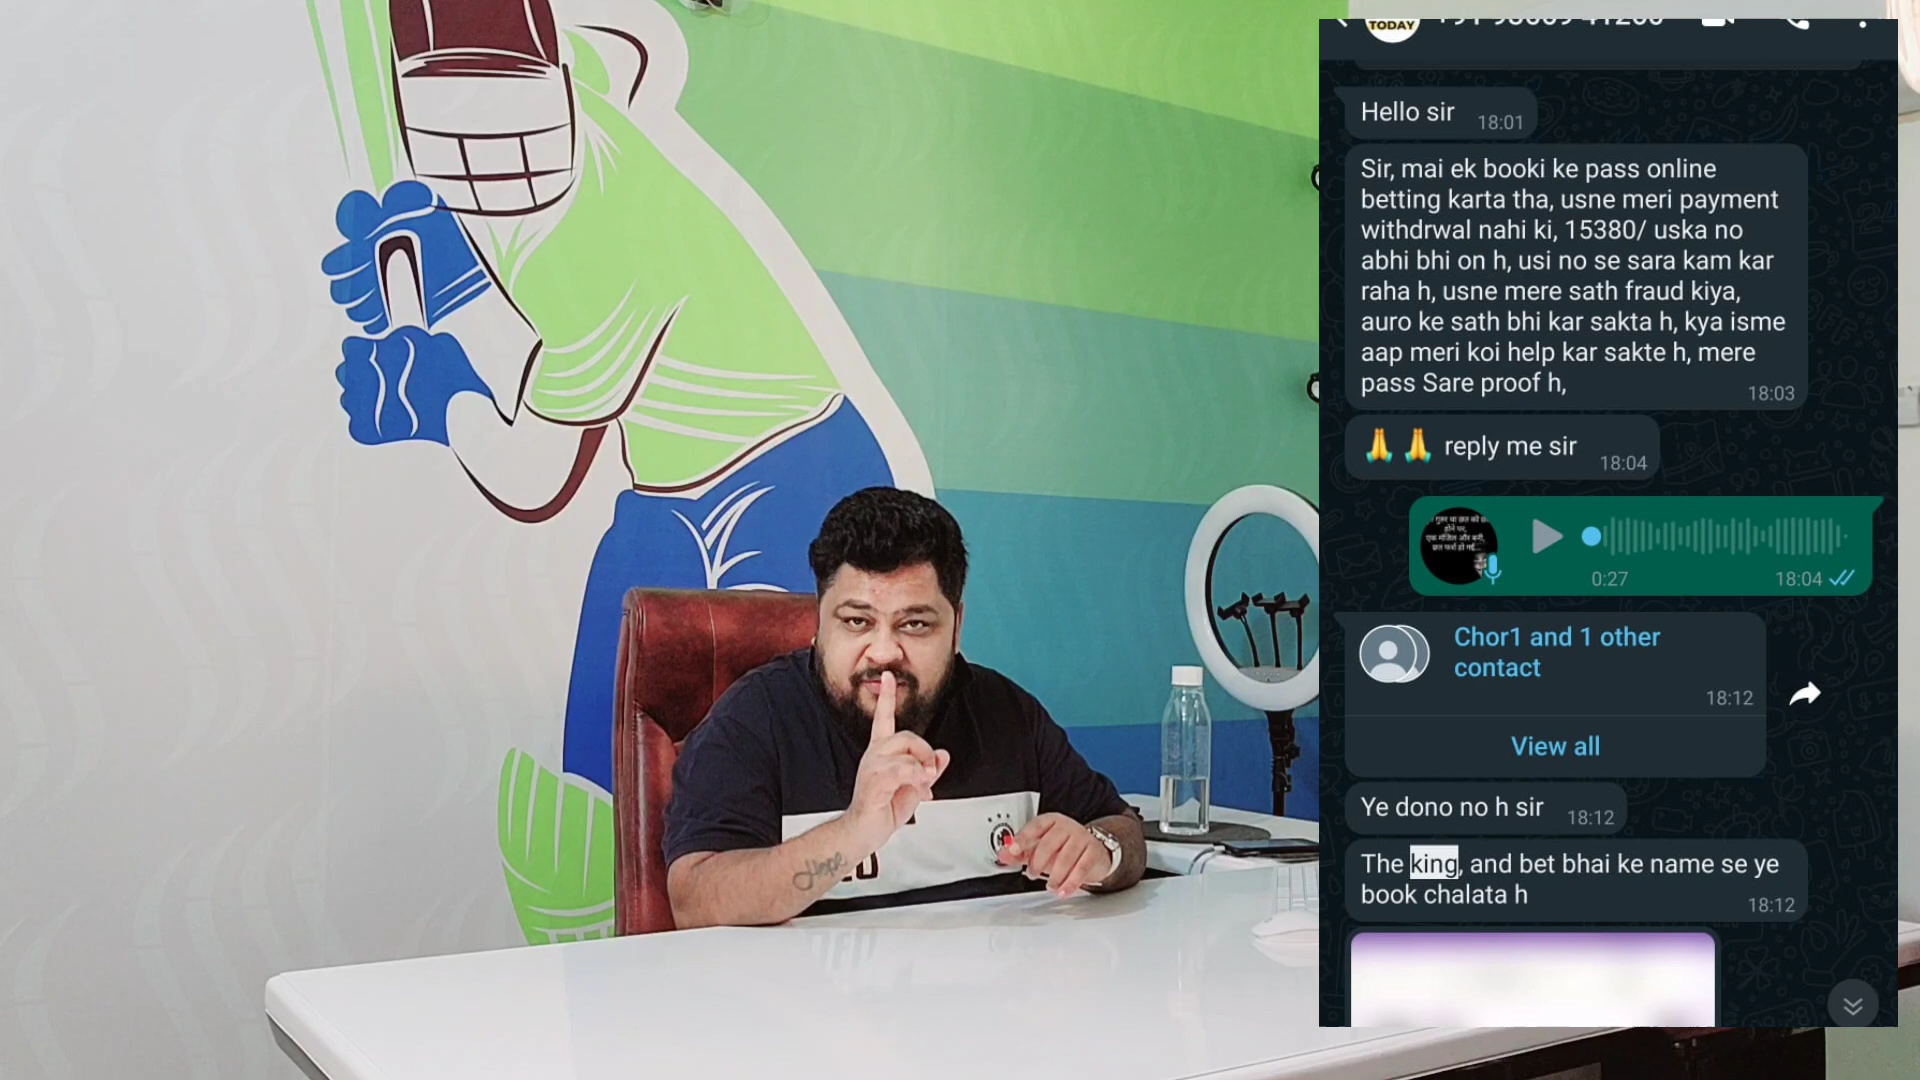 TODAY
Hello sir 18:01
Sir, mai ek booki ke pass online
betting karta tha, usne meri payment
withdrwal nahi ki, 15380/ uska no
abhi bhi on h, usi no se sara kam kar
raha h, usne mere sath fraud kiya,
auro ke sath bhi kar sakta h, kya isme
aap meri koi help kar sakte h, mere
pass Sare proof h,
18:03
🙏 🙏 reply me sir 18:04
0:27 18:04
Chor1 and 1 other
contact
18:12
View all
Ye dono no h sir 18:12
The king, and bet bhai ke name se ye
book chalata h 18:12
Hope